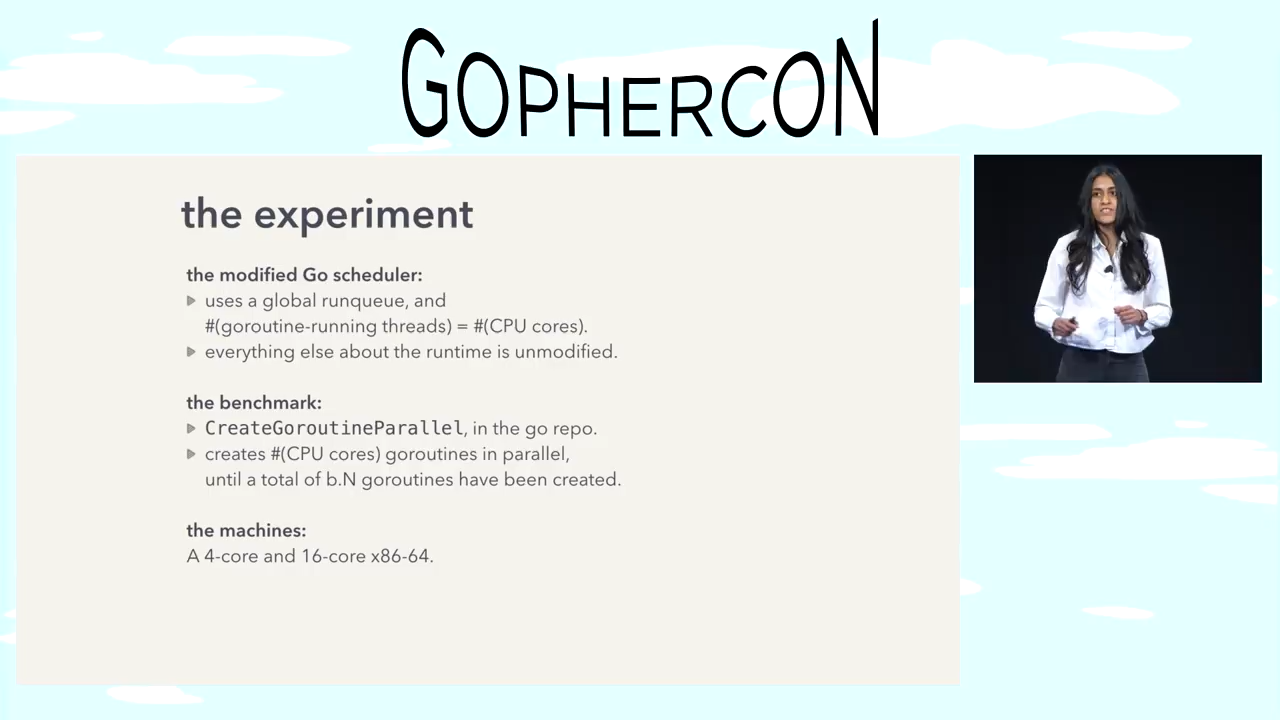 GOPHERCON
the experiment
the modified Go scheduler:
uses a global runqueue, and
#(goroutine-running threads) = #(CPU cores).
everything else about the runtime is unmodified.
the benchmark:
CreateGoroutineParallel, in the go repo.
creates #(CPU cores) goroutines in parallel,
until a total of b.N goroutines have been created.
the machines:
A 4-core and 16-core x86-64.